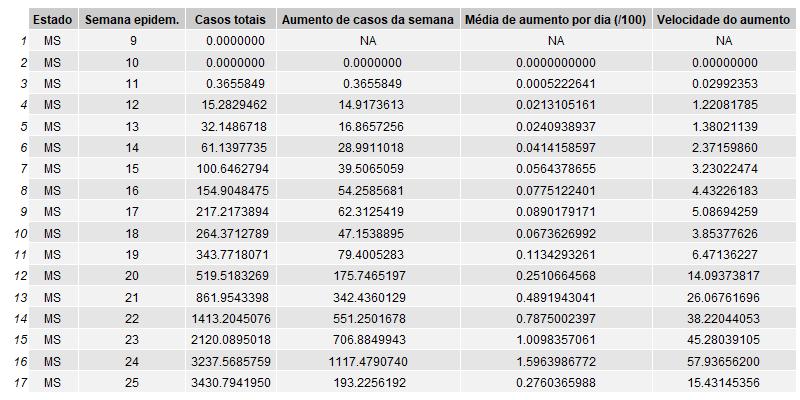 Estado Semana epidem. Casos totais Aumento de casos da semana Média de aumento por dia (/100) Velocidade do aumento
1 MS 9 0.0000000 NA NA NA
2 MS 10 0.0000000 0.0000000 0.0000000000 0.00000000
3 MS 11 0.3655849 0.3655849 0.0005222641 0.02992353
4 MS 12 15.2829462 14.9173613 0.0213105161 1.22081785
5 MS 13 32.1486718 16.8657256 0.0240938937 1.38021139
6 MS 14 61.1397735 28.9911018 0.0414158597 2.37159860
7 MS 15 100.6462794 39.5065059 0.0564378655 3.23022474
8 MS 16 154.9048475 54.2585681 0.0775122401 4.43226183
9 MS 17 217.2173894 62.3125419 0.0890179171 5.08694259
10 MS 18 264.3712789 47.1538895 0.0673626992 3.85377626
11 MS 19 343.7718071 79.4005283 0.1134293261 6.47136227
12 MS 20 519.5183269 175.7465197 0.2510664568 14.09373817
13 MS 21 861.9543398 342.4360129 0.4891943041 26.06761696
14 MS 22 1413.2045076 551.2501678 0.7875002397 38.22044053
15 MS 23 2120.0895018 706.8849943 1.0098357061 45.28039105
16 MS 24 3237.5685759 1117.4790740 1.5963986772 57.93656200
17 MS 25 3430.7941950 193.2256192 0.2760365988 15.43145356